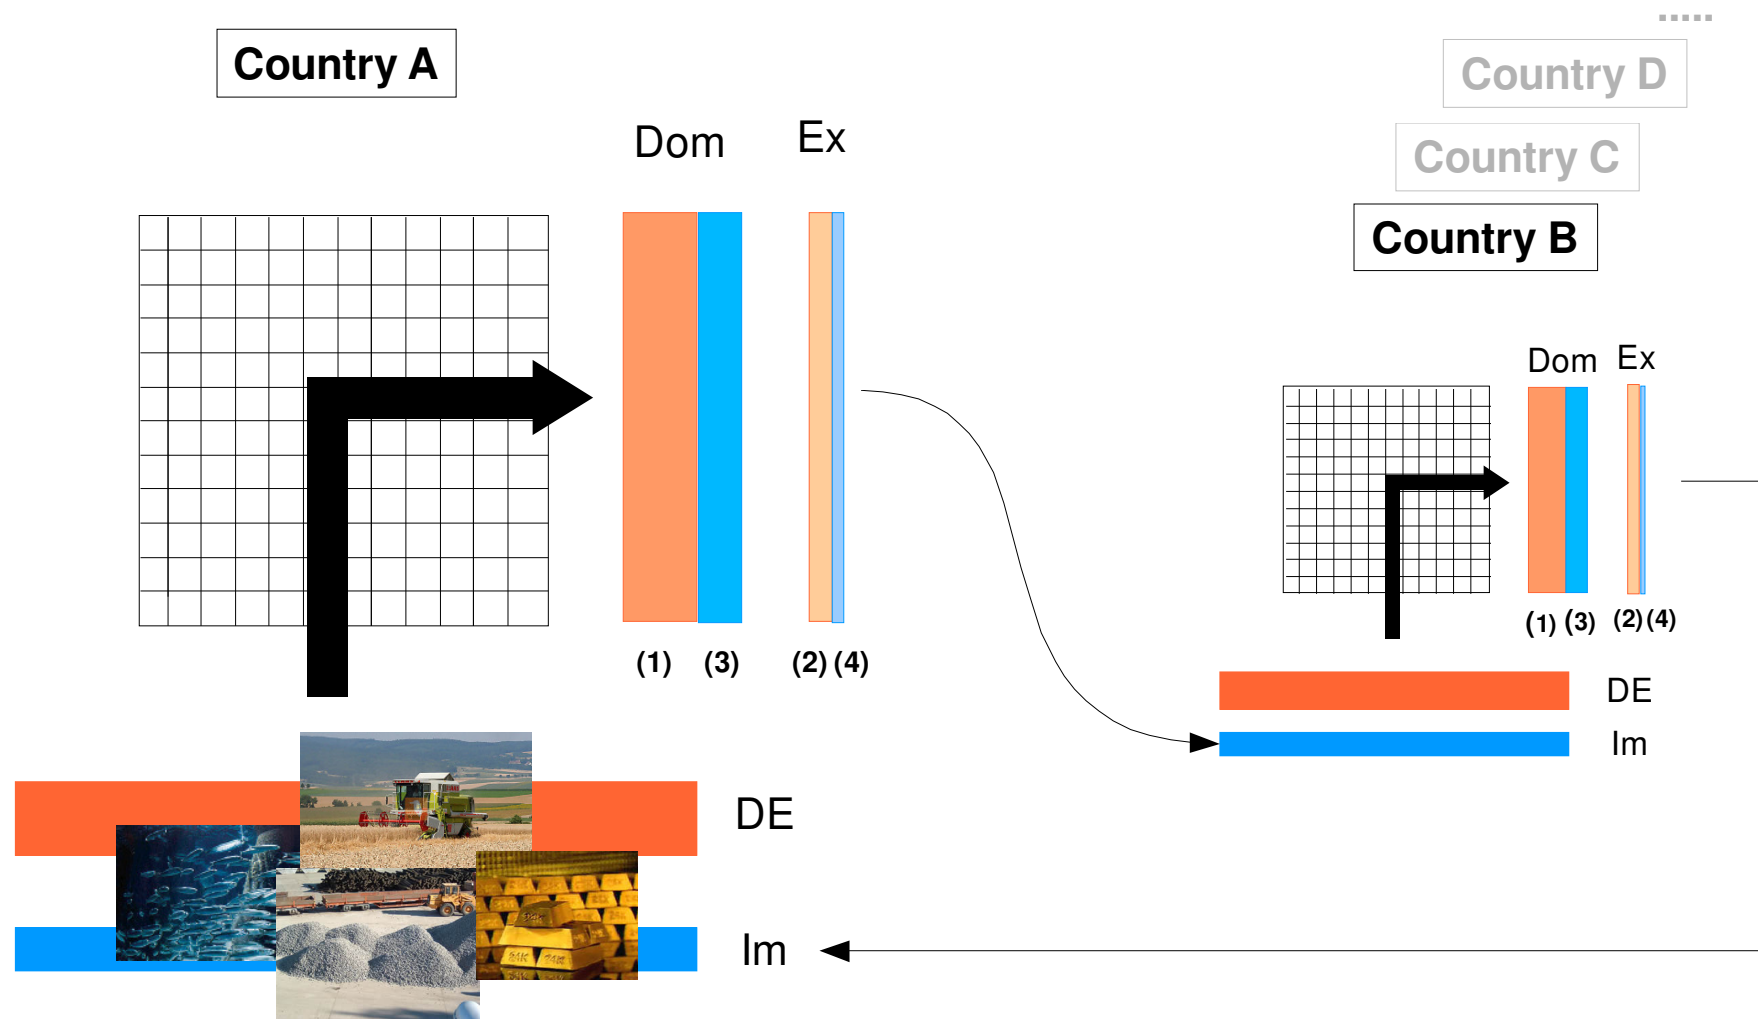 .....
Country A
Country D
Country C
Country B
Dom Ex
(1) (3) (2) (4)
DE
Im
Dom Ex
(1) (3) (2) (4)
DE
Im